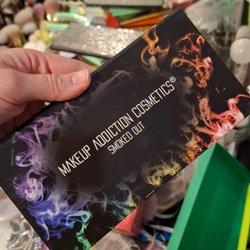 MAKEUP ADDICTION COSMETICS®
SMOKED OUT